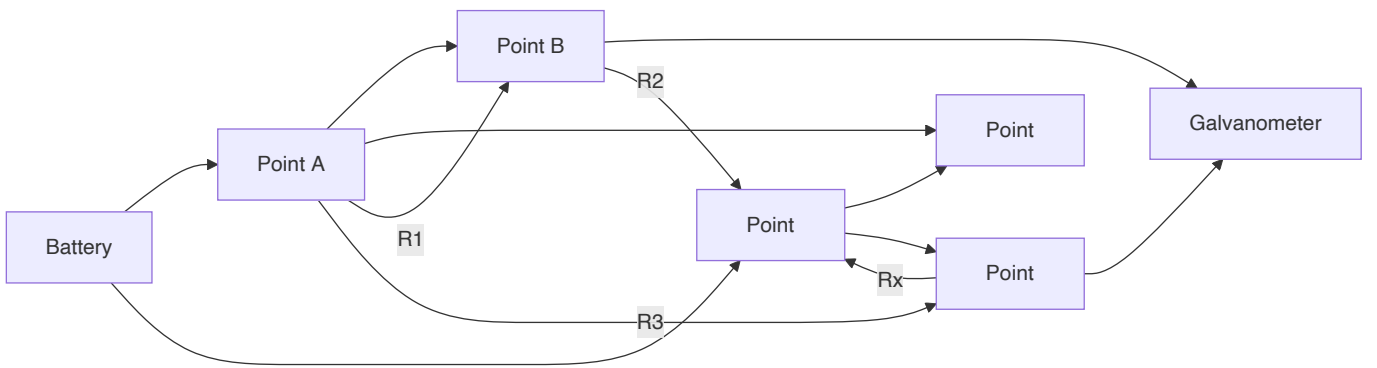 Point B
R2
Point
Galvanometer
Point A
Point
R1
Battery
Point
Rx
R3